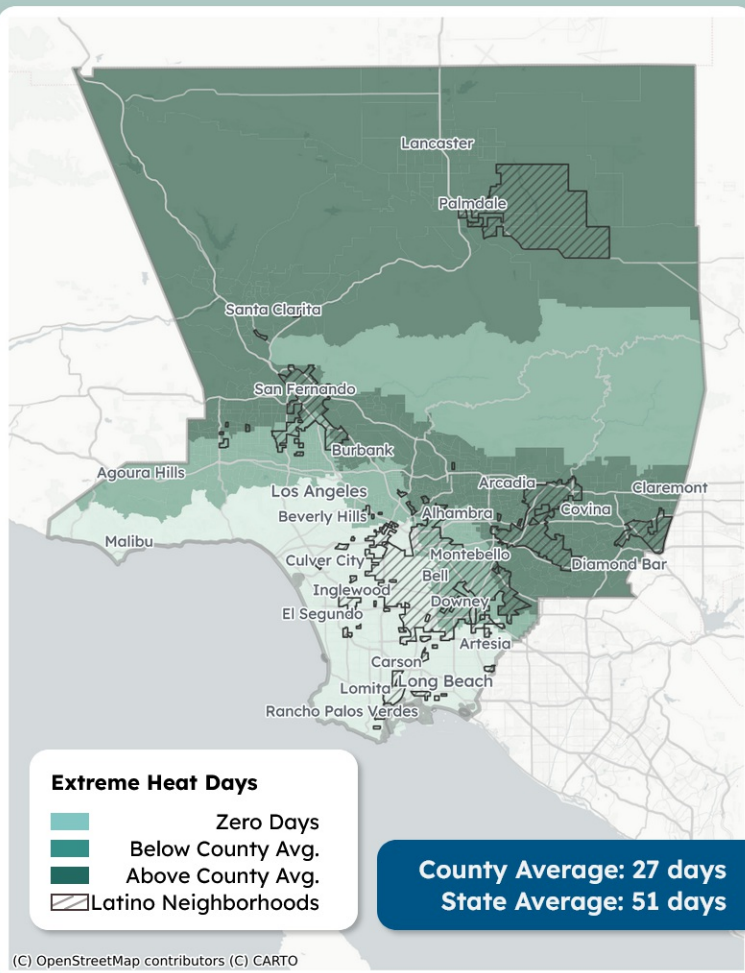 Lancaster
Palmdale
Santa Clarita
San Fernando
Burbank
Agoura Hills
Los Angeles
Arcadia
Claremont
Beverly Hills
Alhambra
Covina
Malibu
Culver City
Montebello
Diamond Bar
Bell
Inglewood
Downey
El Segundo
Artesia
Carson
Lomita
Long Beach
Rancho Palos Verdes
Extreme Heat Days
Zero Days
Below County Avg.
Above County Avg.
Latino Neighborhoods
County Average: 27 days
State Average: 51 days
(C) OpenStreetMap contributors (C) CARTO